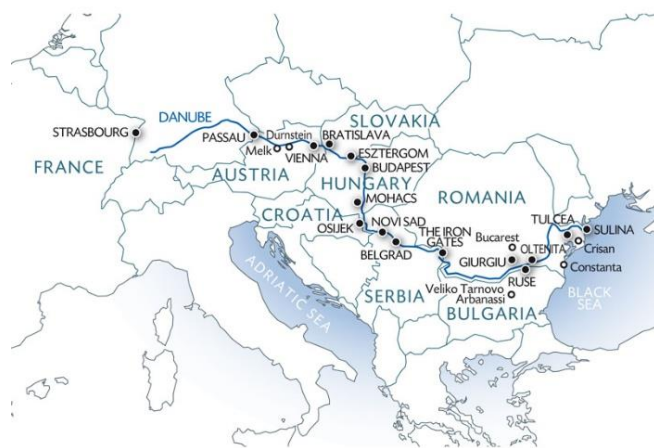 DANUBE
STRASBOURG
PASSAU
Durnstein
Melk
VIENNA
BRATISLAVA
SLOVAKIA
ESZTERGOM
BUDAPEST
FRANCE
AUSTRIA
HUNGARY
MOHACS
ROMANIA
CROATIA
OSIJEK
NOVI SAD
BELGRAD
THE IRON
GATES
Bucarest
GIURGIU
OLTENITA
TULCEA
SULINA
Crisan
Constanta
RUSE
Veliko Tarnovo
Arbanassi
SERBIA
BULGARIA
ADRIATIC SEA
BLACK
SEA